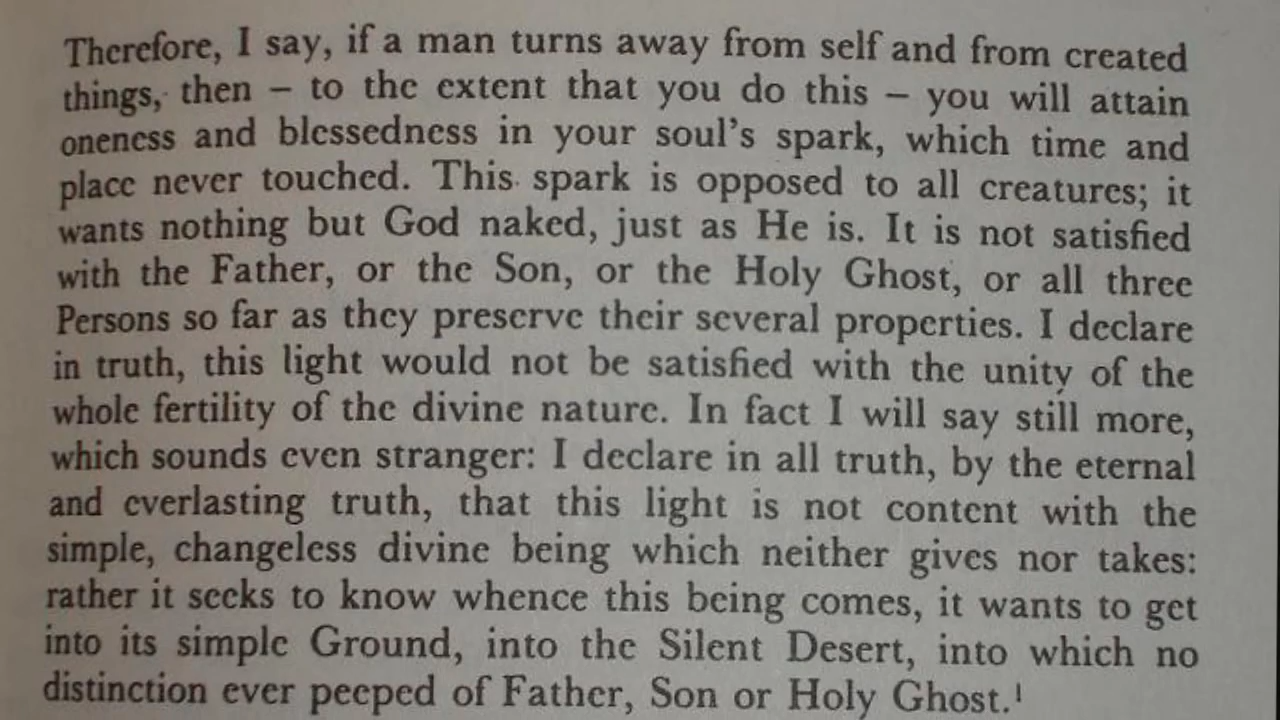 Therefore, I say, if a man turns away from self and from created
things, then – to the extent that you do this – you will attain
oneness and blessedness in your soul's spark, which time and
place never touched. This spark is opposed to all creatures; it
wants nothing but God naked, just as He is. It is not satisfied
with the Father, or the Son, or the Holy Ghost, or all three
Persons so far as they preserve their several properties. I declare
in truth, this light would not be satisfied with the unity of the
whole fertility of the divine nature. In fact I will say still more,
which sounds even stranger: I declare in all truth, by the eternal
and everlasting truth, that this light is not content with the
simple, changeless divine being which neither gives nor takes:
rather it seeks to know whence this being comes, it wants to get
into its simple Ground, into the Silent Desert, into which no
distinction ever peeped of Father, Son or Holy Ghost.¹